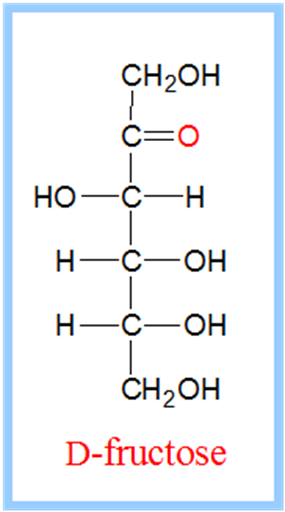 CH₂OH
C=O
HO—C—H
H—C—OH
H—C—OH
CH₂OH
D-fructose